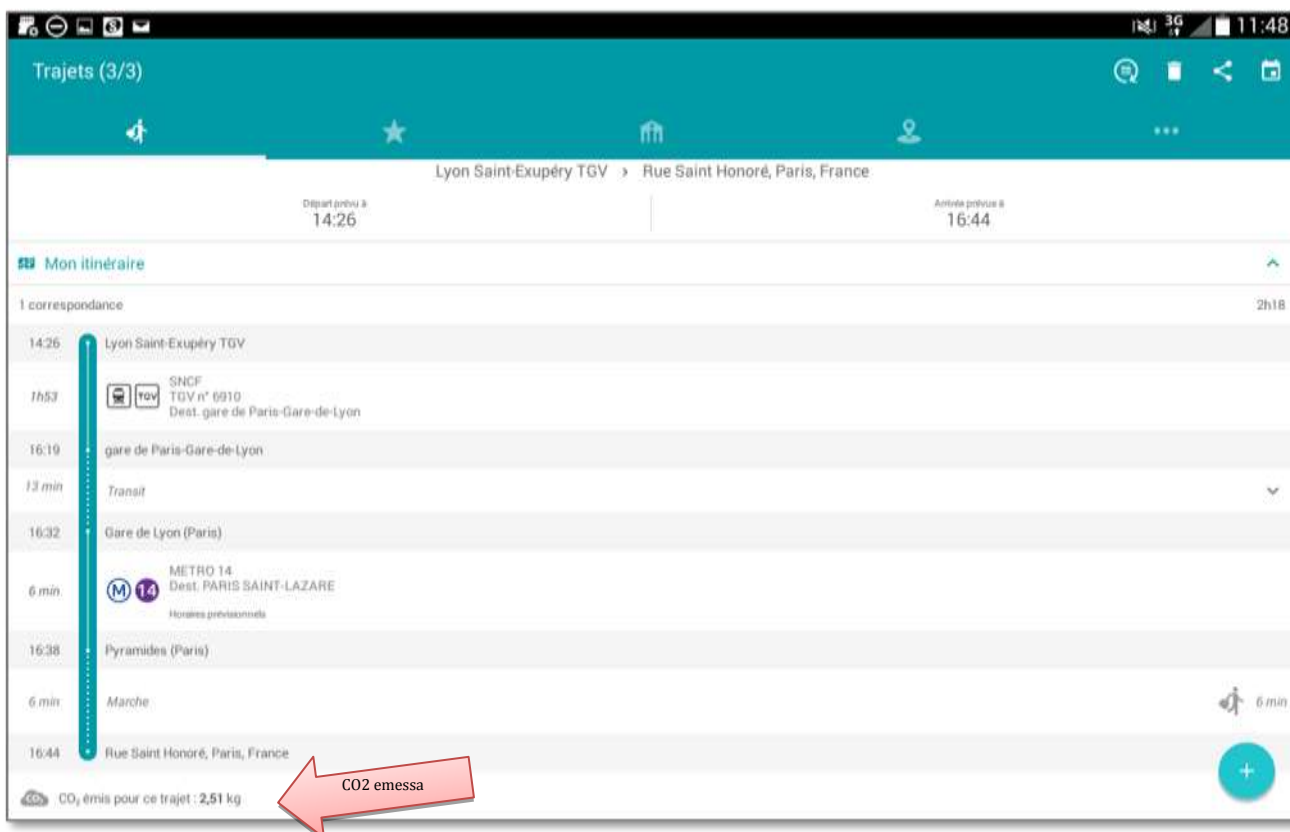 3G 11:48
Trajets (3/3)
Lyon Saint-Exupéry TGV > Rue Saint Honoré, Paris, France
Départ prévu à
14:26
Arrivée prévue à
16:44
Mon itinéraire
1 correspondance 2h18
14:26 Lyon Saint-Exupéry TGV
SNCF
1h53 TGV TGV n° 6910
Dest. gare de Paris-Gare-de-Lyon
16:19 gare de Paris-Gare-de-Lyon
13 min Transit
16:32 Gare de Lyon (Paris)
METRO 14
6 min M 14 Dest. PARIS SAINT-LAZARE
Horaires prévisionnels
16:38 Pyramides (Paris)
6 min Marche 6 min
16:44 Rue Saint Honoré, Paris, France
CO2 emessa
CO₂ CO₂ émis pour ce trajet : 2,51 kg